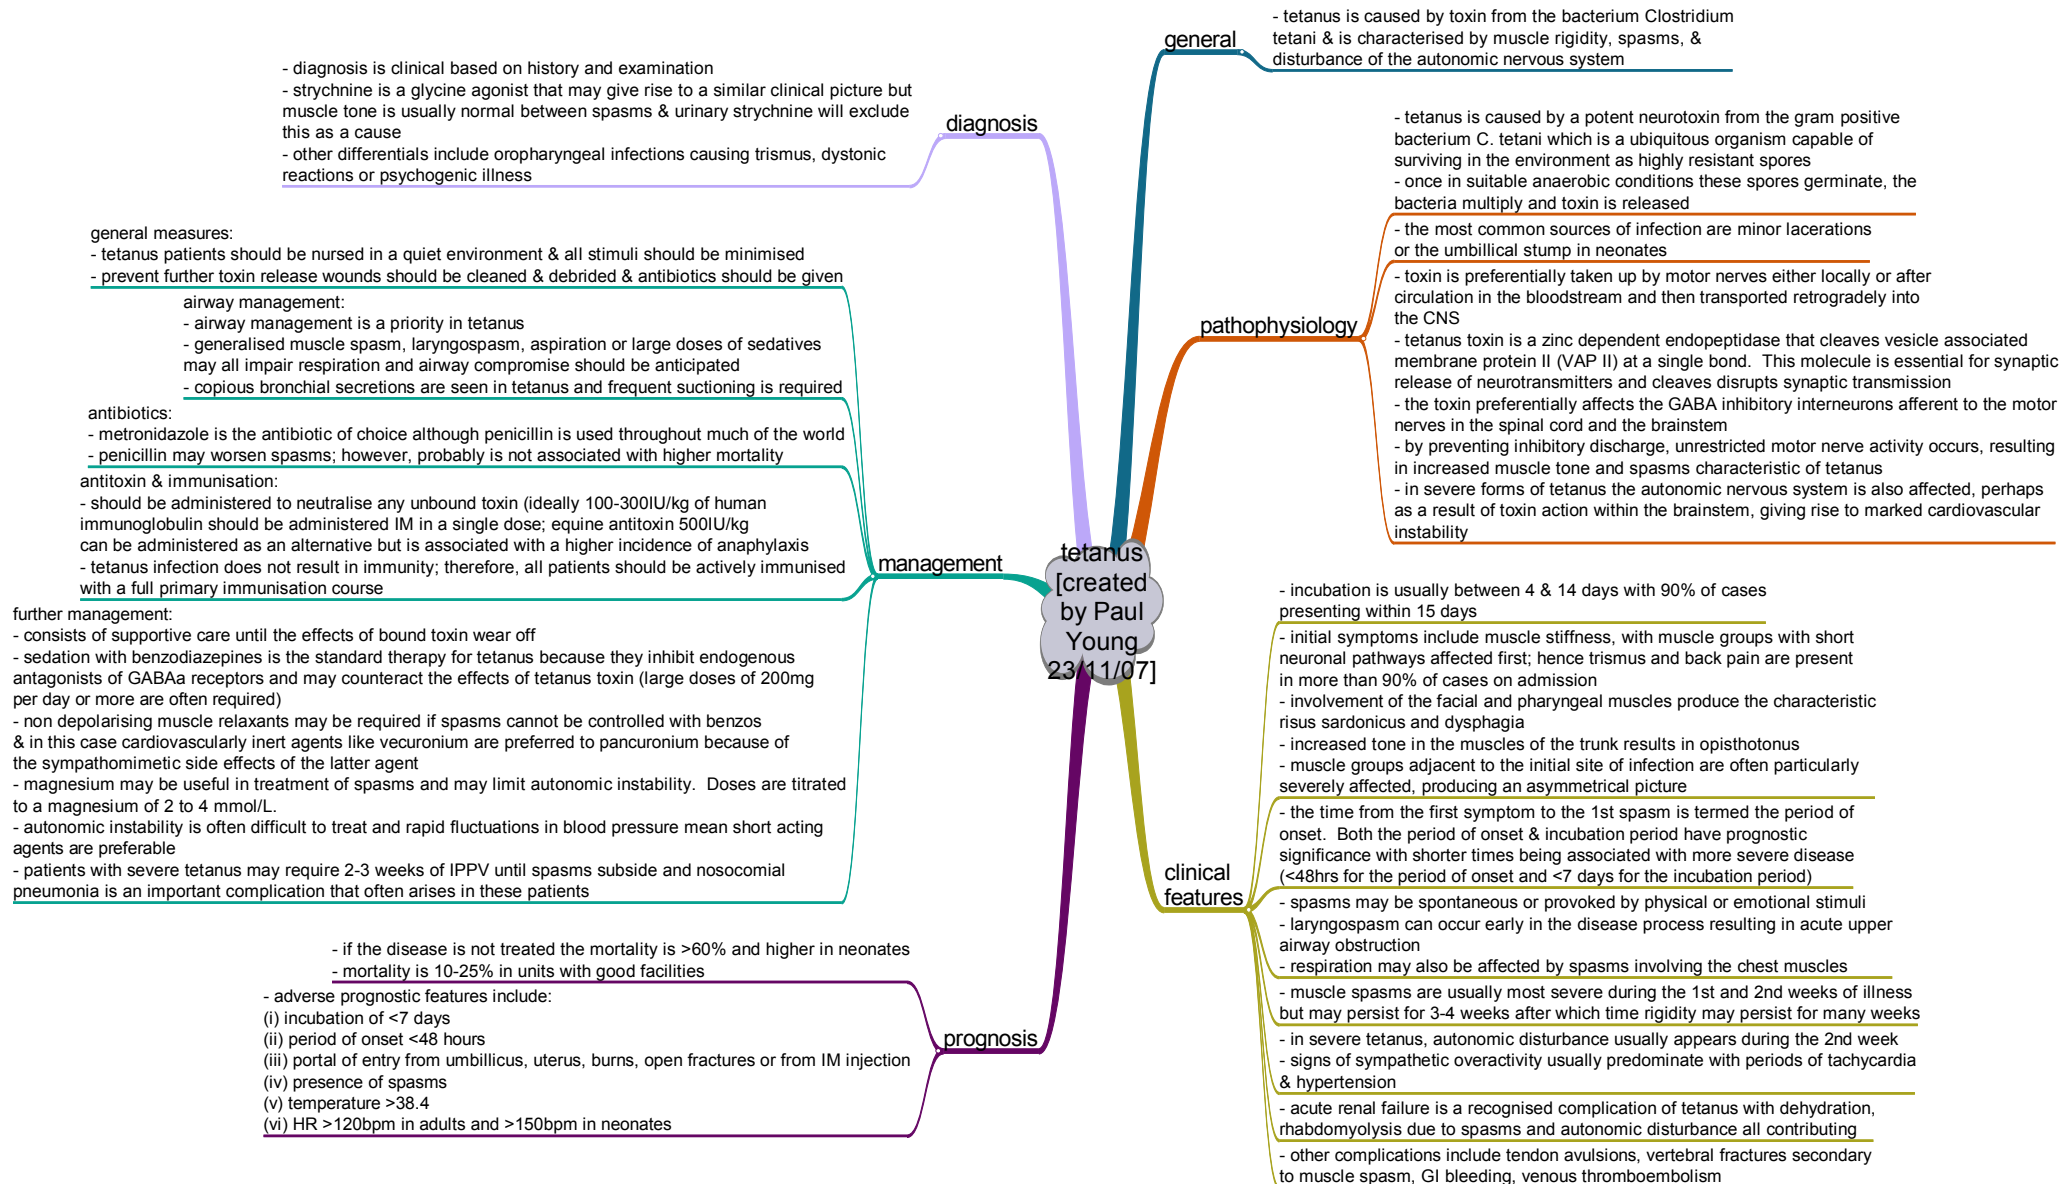 tetanus
[created
by Paul
Young
23/11/07]
general
- tetanus is caused by toxin from the bacterium Clostridium
tetani & is characterised by muscle rigidity, spasms, &
disturbance of the autonomic nervous system
pathophysiology
- tetanus is caused by a potent neurotoxin from the gram positive
bacterium C. tetani which is a ubiquitous organism capable of
surviving in the environment as highly resistant spores
- once in suitable anaerobic conditions these spores germinate, the
bacteria multiply and toxin is released
- the most common sources of infection are minor lacerations
or the umbillical stump in neonates
- toxin is preferentially taken up by motor nerves either locally or after
circulation in the bloodstream and then transported retrogradely into
the CNS
- tetanus toxin is a zinc dependent endopeptidase that cleaves vesicle associated
membrane protein II (VAP II) at a single bond.  This molecule is essential for synaptic
release of neurotransmitters and cleaves disrupts synaptic transmission
- the toxin preferentially affects the GABA inhibitory interneurons afferent to the motor
nerves in the spinal cord and the brainstem
- by preventing inhibitory discharge, unrestricted motor nerve activity occurs, resulting
in increased muscle tone and spasms characteristic of tetanus
- in severe forms of tetanus the autonomic nervous system is also affected, perhaps
as a result of toxin action within the brainstem, giving rise to marked cardiovascular
instability
clinical
features
- incubation is usually between 4 & 14 days with 90% of cases
presenting within 15 days
- initial symptoms include muscle stiffness, with muscle groups with short
neuronal pathways affected first; hence trismus and back pain are present
in more than 90% of cases on admission
- involvement of the facial and pharyngeal muscles produce the characteristic
risus sardonicus and dysphagia
- increased tone in the muscles of the trunk results in opisthotonus
- muscle groups adjacent to the initial site of infection are often particularly
severely affected, producing an asymmetrical picture
- the time from the first symptom to the 1st spasm is termed the period of
onset.  Both the period of onset & incubation period have prognostic
significance with shorter times being associated with more severe disease
(<48hrs for the period of onset and <7 days for the incubation period)
- spasms may be spontaneous or provoked by physical or emotional stimuli
- laryngospasm can occur early in the disease process resulting in acute upper
airway obstruction
- respiration may also be affected by spasms involving the chest muscles
- muscle spasms are usually most severe during the 1st and 2nd weeks of illness
but may persist for 3-4 weeks after which time rigidity may persist for many weeks
- in severe tetanus, autonomic disturbance usually appears during the 2nd week
- signs of sympathetic overactivity usually predominate with periods of tachycardia
& hypertension
- acute renal failure is a recognised complication of tetanus with dehydration,
rhabdomyolysis due to spasms and autonomic disturbance all contributing
- other complications include tendon avulsions, vertebral fractures secondary
to muscle spasm, GI bleeding, venous thromboembolism
diagnosis
- diagnosis is clinical based on history and examination
- strychnine is a glycine agonist that may give rise to a similar clinical picture but
muscle tone is usually normal between spasms & urinary strychnine will exclude
this as a cause
- other differentials include oropharyngeal infections causing trismus, dystonic
reactions or psychogenic illness
management
general measures:
- tetanus patients should be nursed in a quiet environment & all stimuli should be minimised
- prevent further toxin release wounds should be cleaned & debrided & antibiotics should be given
airway management:
- airway management is a priority in tetanus
- generalised muscle spasm, laryngospasm, aspiration or large doses of sedatives
may all impair respiration and airway compromise should be anticipated
- copious bronchial secretions are seen in tetanus and frequent suctioning is required
antibiotics:
- metronidazole is the antibiotic of choice although penicillin is used throughout much of the world
- penicillin may worsen spasms; however, probably is not associated with higher mortality
antitoxin & immunisation:
- should be administered to neutralise any unbound toxin (ideally 100-300IU/kg of human
immunoglobulin should be administered IM in a single dose; equine antitoxin 500IU/kg
can be administered as an alternative but is associated with a higher incidence of anaphylaxis
- tetanus infection does not result in immunity; therefore, all patients should be actively immunised
with a full primary immunisation course
further management:
- consists of supportive care until the effects of bound toxin wear off
- sedation with benzodiazepines is the standard therapy for tetanus because they inhibit endogenous
antagonists of GABAa receptors and may counteract the effects of tetanus toxin (large doses of 200mg
per day or more are often required)
- non depolarising muscle relaxants may be required if spasms cannot be controlled with benzos
& in this case cardiovascularly inert agents like vecuronium are preferred to pancuronium because of
the sympathomimetic side effects of the latter agent
- magnesium may be useful in treatment of spasms and may limit autonomic instability.  Doses are titrated
to a magnesium of 2 to 4 mmol/L.
- autonomic instability is often difficult to treat and rapid fluctuations in blood pressure mean short acting
agents are preferable
- patients with severe tetanus may require 2-3 weeks of IPPV until spasms subside and nosocomial
pneumonia is an important complication that often arises in these patients
prognosis
- if the disease is not treated the mortality is >60% and higher in neonates
- mortality is 10-25% in units with good facilities
- adverse prognostic features include:
(i) incubation of <7 days
(ii) period of onset <48 hours
(iii) portal of entry from umbillicus, uterus, burns, open fractures or from IM injection
(iv) presence of spasms
(v) temperature >38.4
(vi) HR >120bpm in adults and >150bpm in neonates